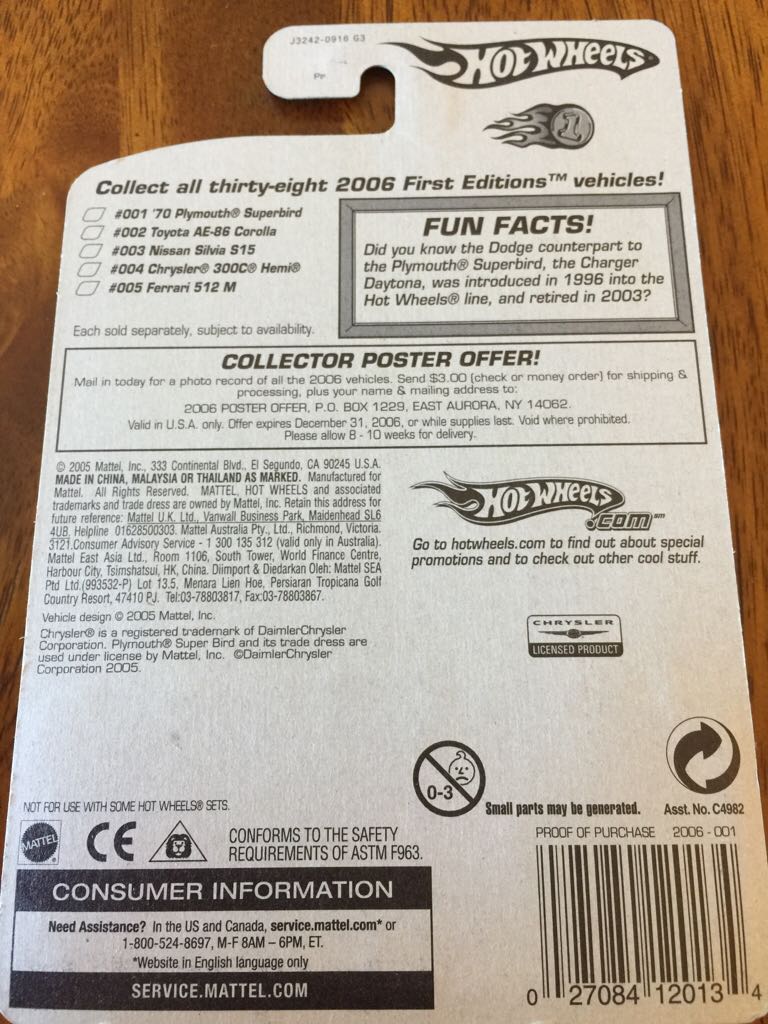 J3242-0916 G3
Pr
HOT WHEELS
1
Collect all thirty-eight 2006 First Editions™ vehicles!
#001 '70 Plymouth® Superbird
#002 Toyota AE-86 Corolla
#003 Nissan Silvia S15
#004 Chrysler® 300C® Hemi®
#005 Ferrari 512 M
Each sold separately, subject to availability.
FUN FACTS!
Did you know the Dodge counterpart to
the Plymouth® Superbird, the Charger
Daytona, was introduced in 1996 into the
Hot Wheels® line, and retired in 2003?
COLLECTOR POSTER OFFER!
Mail in today for a photo record of all the 2006 vehicles. Send $3.00 (check or money order) for shipping &
processing, plus your name & mailing address to:
2006 POSTER OFFER, P.O. BOX 1229, EAST AURORA, NY 14062.
Valid in U.S.A. only. Offer expires December 31, 2006, or while supplies last. Void where prohibited.
Please allow 8 - 10 weeks for delivery.
© 2005 Mattel, Inc., 333 Continental Blvd., El Segundo, CA 90245 U.S.A.
MADE IN CHINA, MALAYSIA OR THAILAND AS MARKED. Manufactured for
Mattel. All Rights Reserved. MATTEL, HOT WHEELS and associated
trademarks and trade dress are owned by Mattel, Inc. Retain this address for
future reference: Mattel U.K. Ltd., Vanwall Business Park, Maidenhead SL6
4UB. Helpline 01628500303. Mattel Australia Pty., Ltd., Richmond, Victoria.
3121.Consumer Advisory Service - 1 300 135 312 (valid only in Australia).
Mattel East Asia Ltd., Room 1106, South Tower, World Finance Centre,
Harbour City, Tsimshatsui, HK, China. Diimport & Diedarkan Oleh: Mattel SEA
Ptd Ltd.(993532-P) Lot 13.5, Menara Lien Hoe, Persiaran Tropicana Golf
Country Resort, 47410 PJ. Tel:03-78803817, Fax:03-78803867.
Vehicle design © 2005 Mattel, Inc.
Chrysler® is a registered trademark of DaimlerChrysler
Corporation. Plymouth® Super Bird and its trade dress are
used under license by Mattel, Inc. ©DaimlerChrysler
Corporation 2005.
HOT WHEELS
.com℠
Go to hotwheels.com to find out about special
promotions and to check out other cool stuff.
CHRYSLER
LICENSED PRODUCT
0-3
Small parts may be generated.
Asst. No. C4982
NOT FOR USE WITH SOME HOT WHEELS® SETS.
MATTEL
CE
CONFORMS TO THE SAFETY
REQUIREMENTS OF ASTM F963.
PROOF OF PURCHASE 2006 - 001
0 27084 12013 4
CONSUMER INFORMATION
Need Assistance? In the US and Canada, service.mattel.com* or
1-800-524-8697, M-F 8AM – 6PM, ET.
*Website in English language only
SERVICE.MATTEL.COM